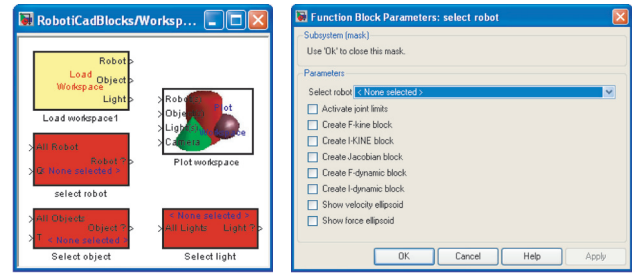 RobotiCadBlocks/Worksp...
Robot
Load
Object
Workspace
Light
Load workspace1
Robot
Plot
Objec
Lights
Workspace
Camera
Plot workspace
All Robot
Robot ?
Q < None selected >
select robot
All Objects
Object ?
T < None selected >
Select object
< None selected >
All Lights Light ?
Select light
Function Block Parameters: select robot
Subsystem (mask)
Use 'Ok' to close this mask.
Parameters
Select robot < None selected >
Activate joint limits
Create F-kine block
Create I-KINE block
Create Jacobian block
Create F-dynamic block
Create I-dynamic block
Show velocity ellipsoid
Show force ellipsoid
OK Cancel Help Apply